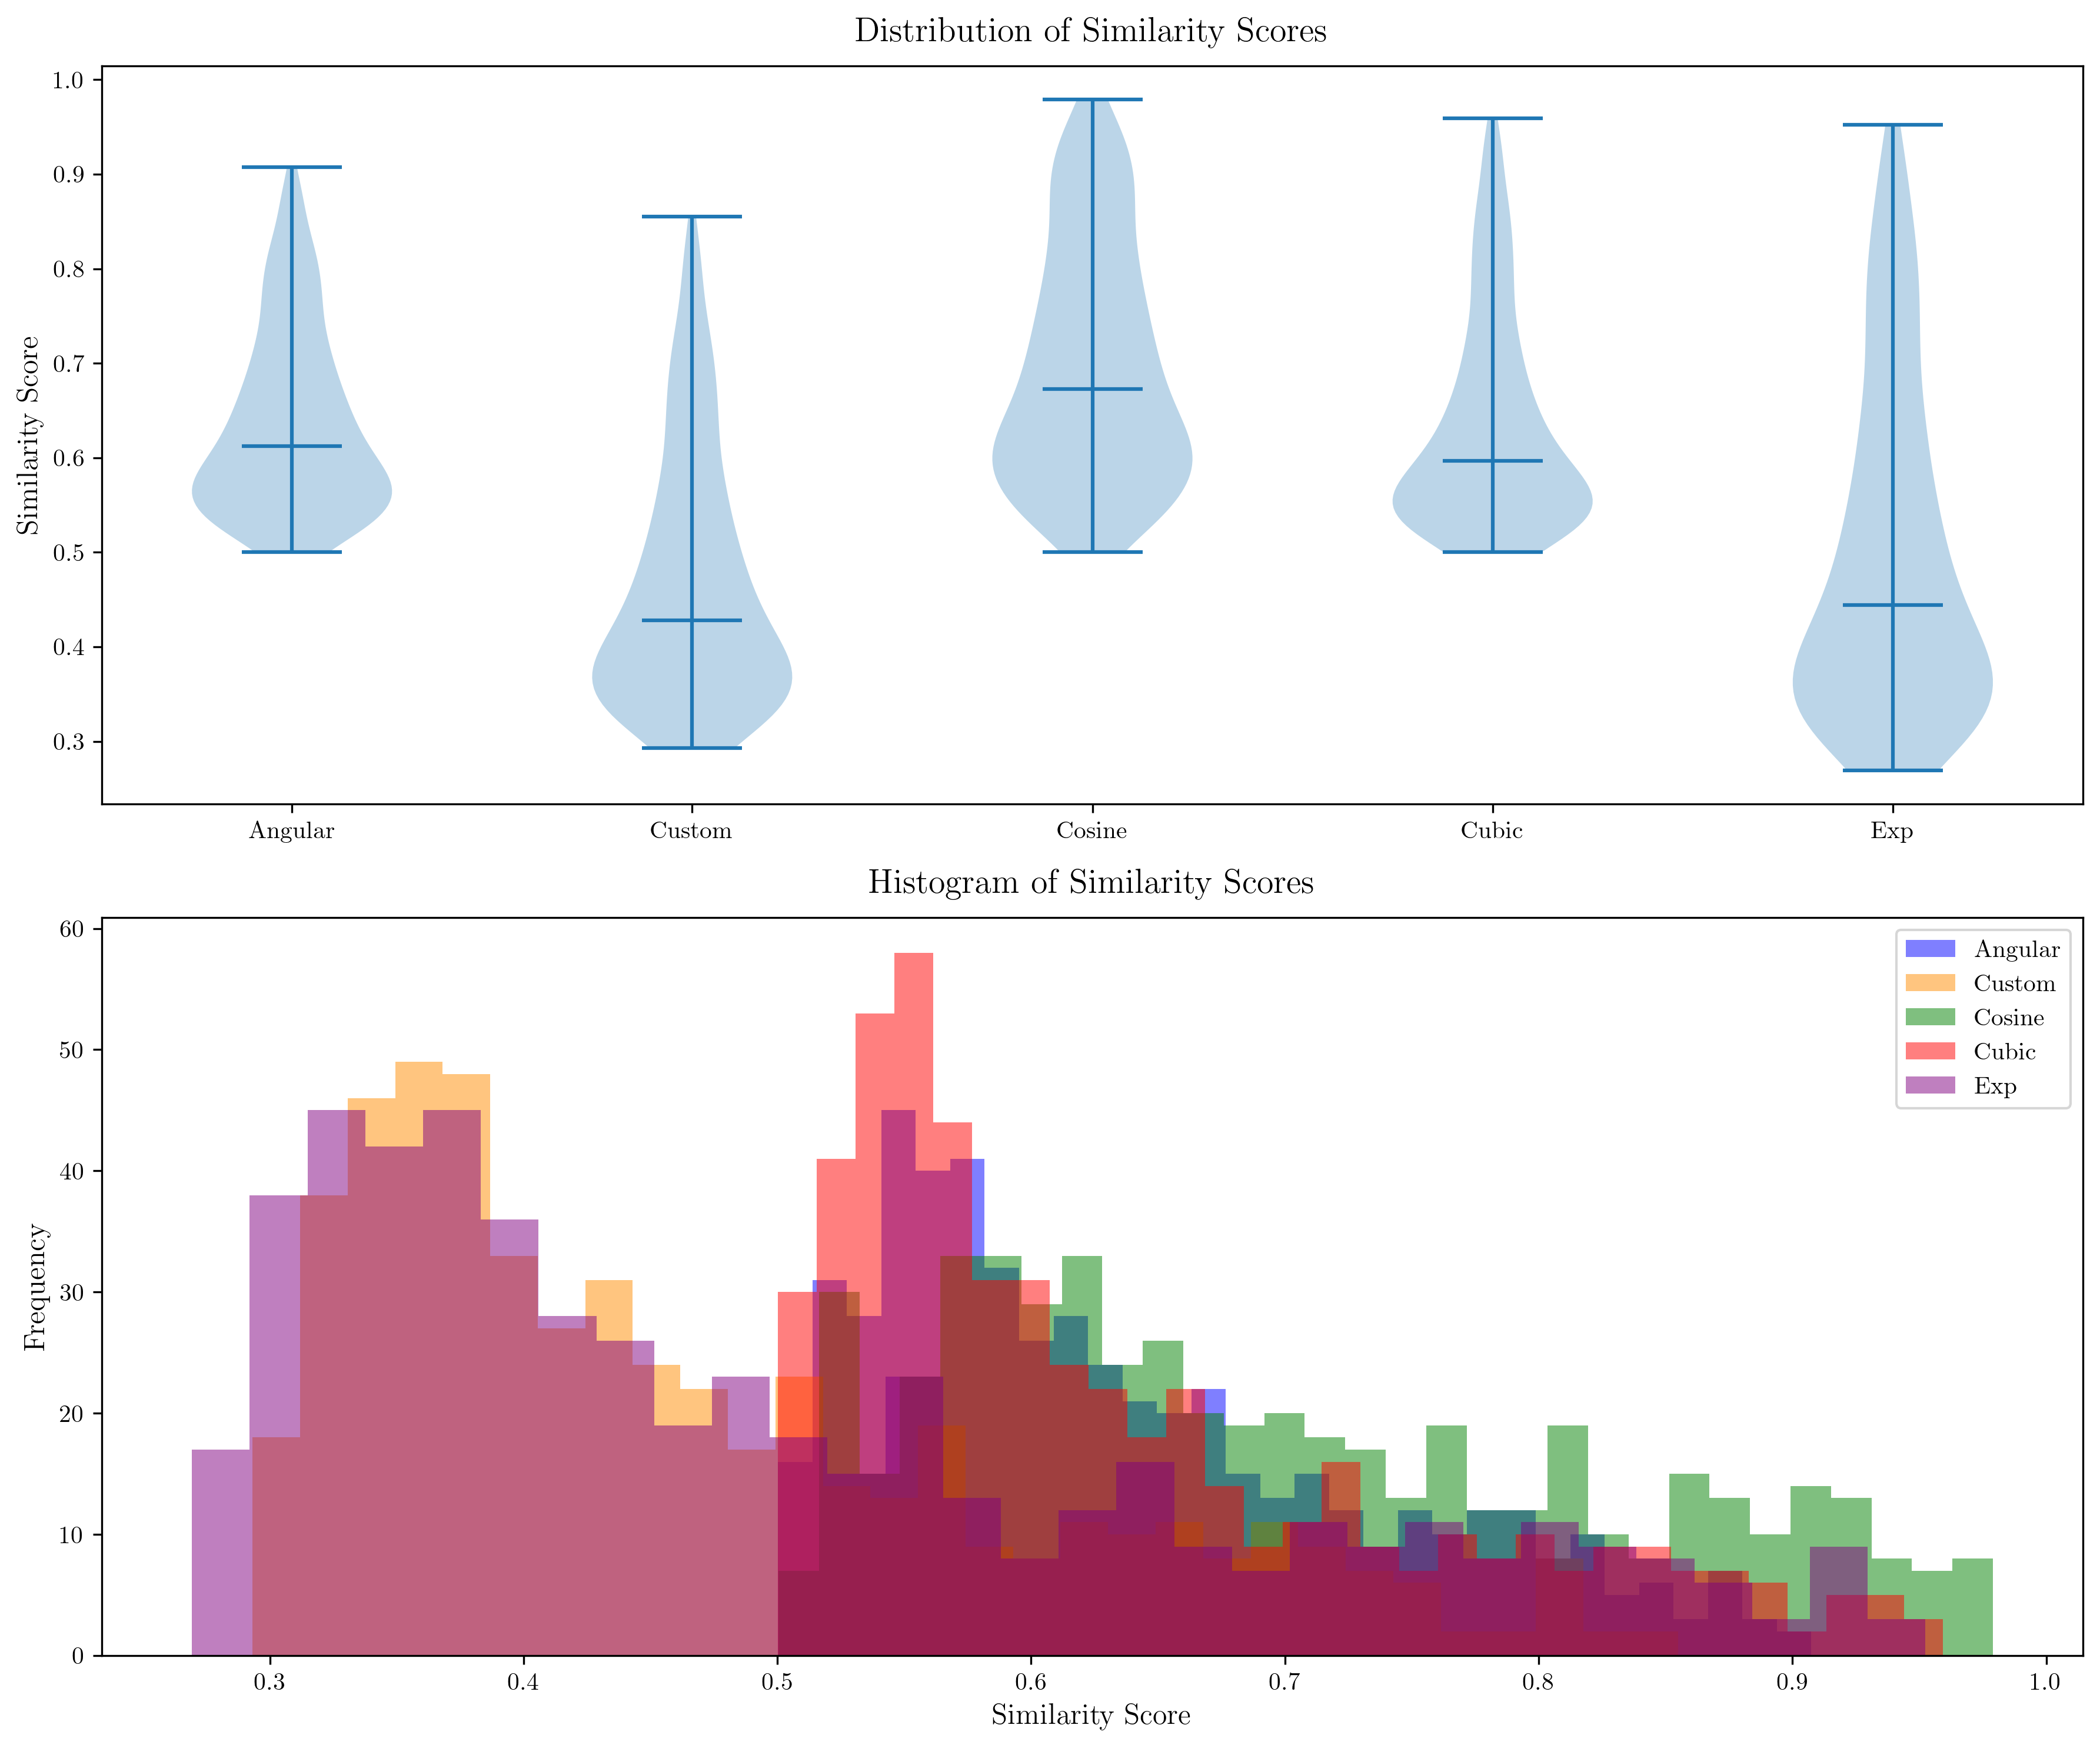 Distribution of Similarity Scores
1.0
0.9
0.8
0.7
0.6
0.5
0.4
0.3
Similarity Score
Angular Custom Cosine Cubic Exp
Histogram of Similarity Scores
60
50
40
30
20
10
0
Frequency
Angular
Custom
Cosine
Cubic
Exp
0.3 0.4 0.5 0.6 0.7 0.8 0.9 1.0
Similarity Score